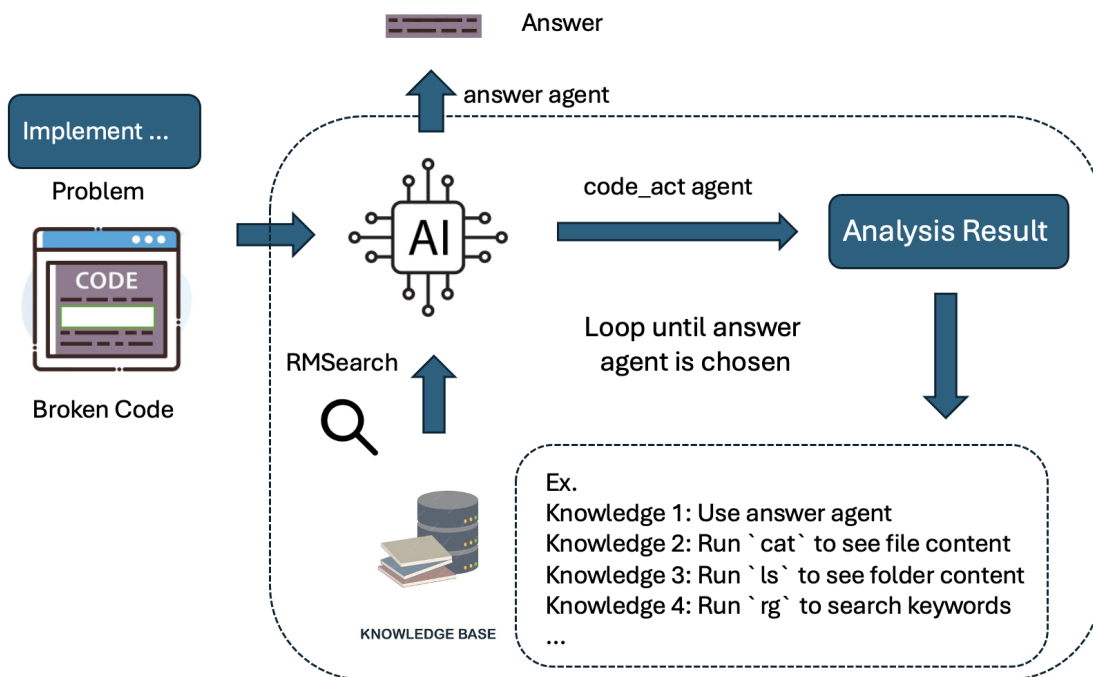 Answer
answer agent
Implement ...
Problem
CODE
Broken Code
AI
code_act agent
Analysis Result
Loop until answer
agent is chosen
RMSearch
KNOWLEDGE BASE
Ex.
Knowledge 1: Use answer agent
Knowledge 2: Run `cat` to see file content
Knowledge 3: Run `ls` to see folder content
Knowledge 4: Run `rg` to search keywords
...